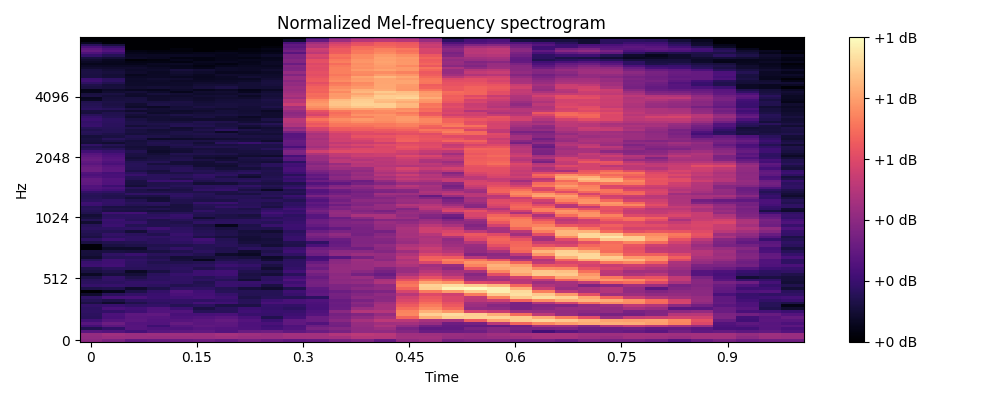 Normalized Mel-frequency spectrogram
Hz
4096
2048
1024
512
0
0 0.15 0.3 0.45 0.6 0.75 0.9
Time
+1 dB
+1 dB
+1 dB
+0 dB
+0 dB
+0 dB